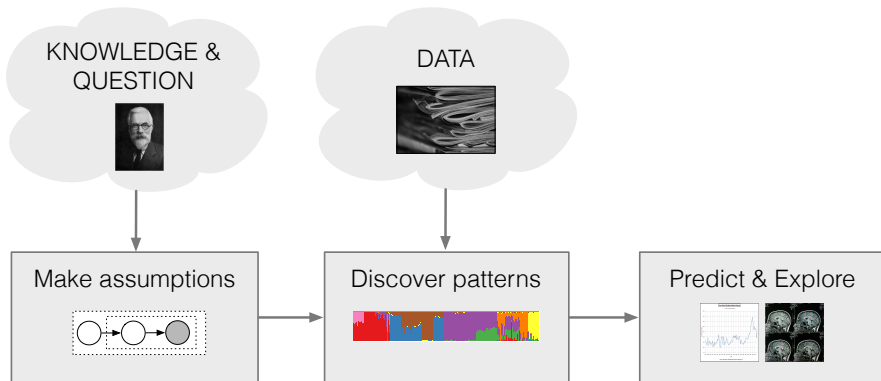 KNOWLEDGE &
QUESTION
DATA
Make assumptions
Discover patterns
Predict & Explore